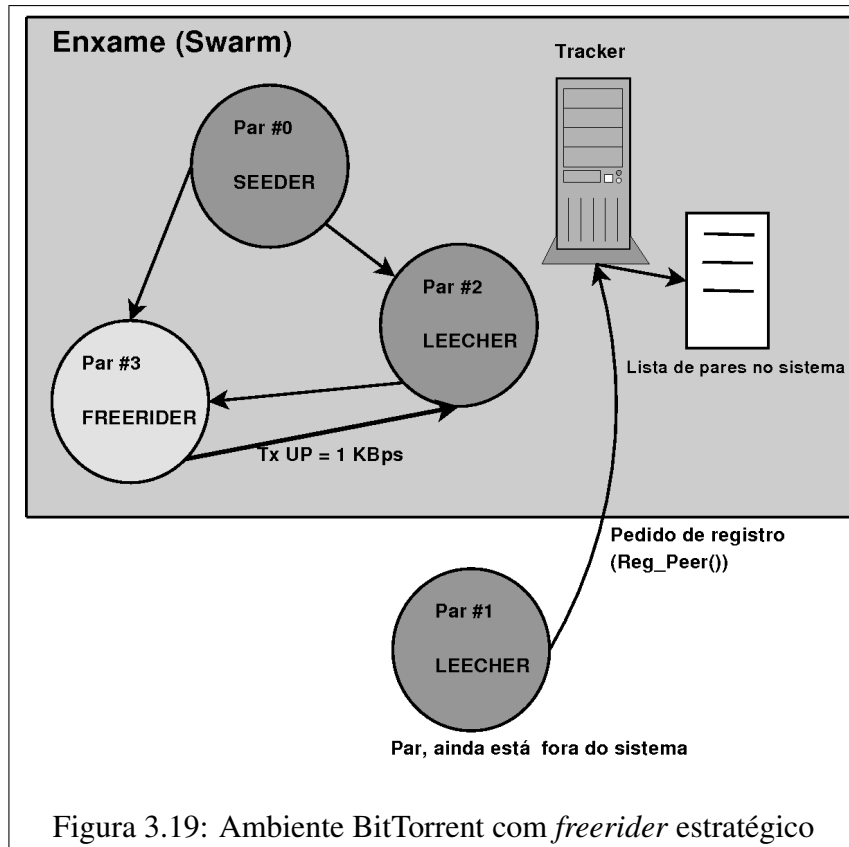 Enxame (Swarm)
Tracker
Par #0
SEEDER
Par #2
LEECHER
Lista de pares no sistema
Par #3
FREERIDER
Tx UP = 1 KBps
Pedido de registro
(Reg_Peer())
Par #1
LEECHER
Par, ainda está fora do sistema
Figura 3.19: Ambiente BitTorrent com freerider estratégico